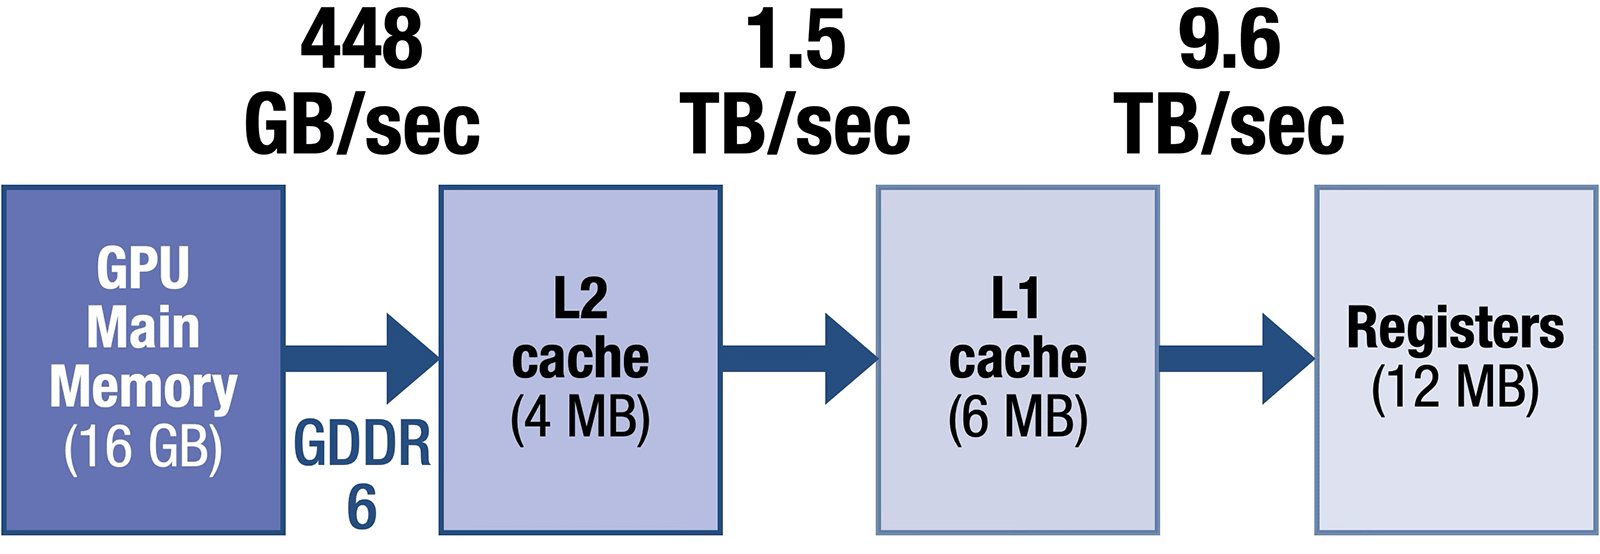 448
GB/sec
1.5
TB/sec
9.6
TB/sec
GPU
Main
Memory
(16 GB)
GDDR
6
L2
cache
(4 MB)
L1
cache
(6 MB)
Registers
(12 MB)